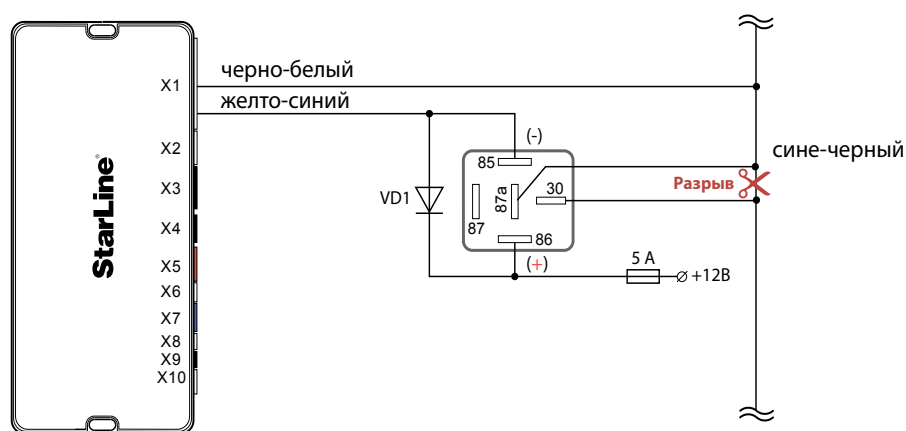 StarLine
X1
X2
X3
X4
X5
X6
X7
X8
X9
X10
черно-белый
желто-синий
(-)
85
VD1
87
87a
30
86
(+)
5 А
+12В
Разрыв
сине-черный